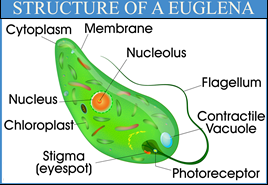 STRUCTURE OF A EUGLENA
Cytoplasm
Membrane
Nucleolus
Flagellum
Nucleus
Contractile
Vacuole
Chloroplast
Stigma
(eyespot)
Photoreceptor